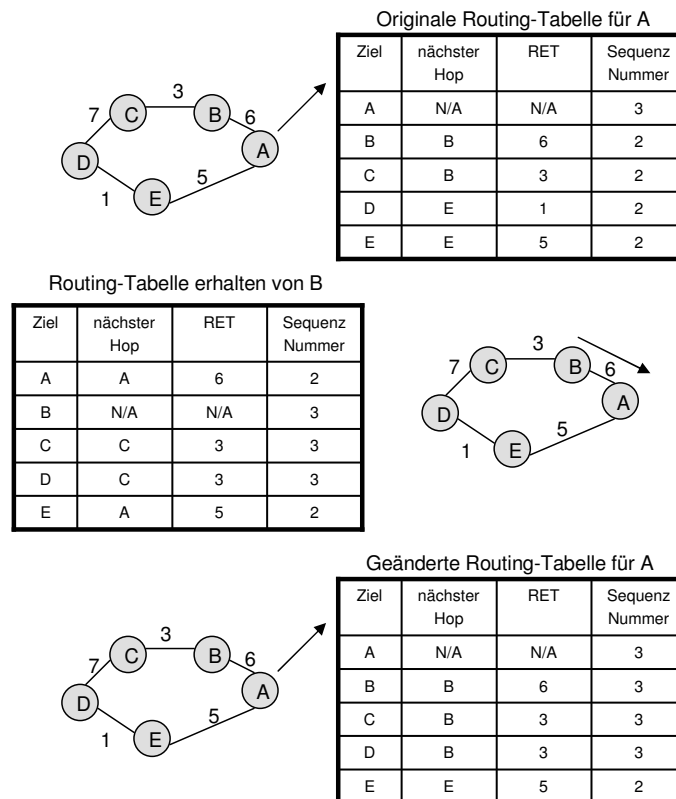 Originale Routing-Tabelle für A
Ziel nächster Hop RET Sequenz Nummer
A N/A N/A 3
B B 6 2
C B 3 2
D E 1 2
E E 5 2
3
7 C B 6
D A
5
1 E
Routing-Tabelle erhalten von B
Ziel nächster Hop RET Sequenz Nummer
A A 6 2
B N/A N/A 3
C C 3 3
D C 3 3
E A 5 2
3
7 C B 6
D A
5
1 E
Geänderte Routing-Tabelle für A
Ziel nächster Hop RET Sequenz Nummer
A N/A N/A 3
B B 6 3
C B 3 3
D B 3 3
E E 5 2
3
7 C B 6
D A
5
1 E